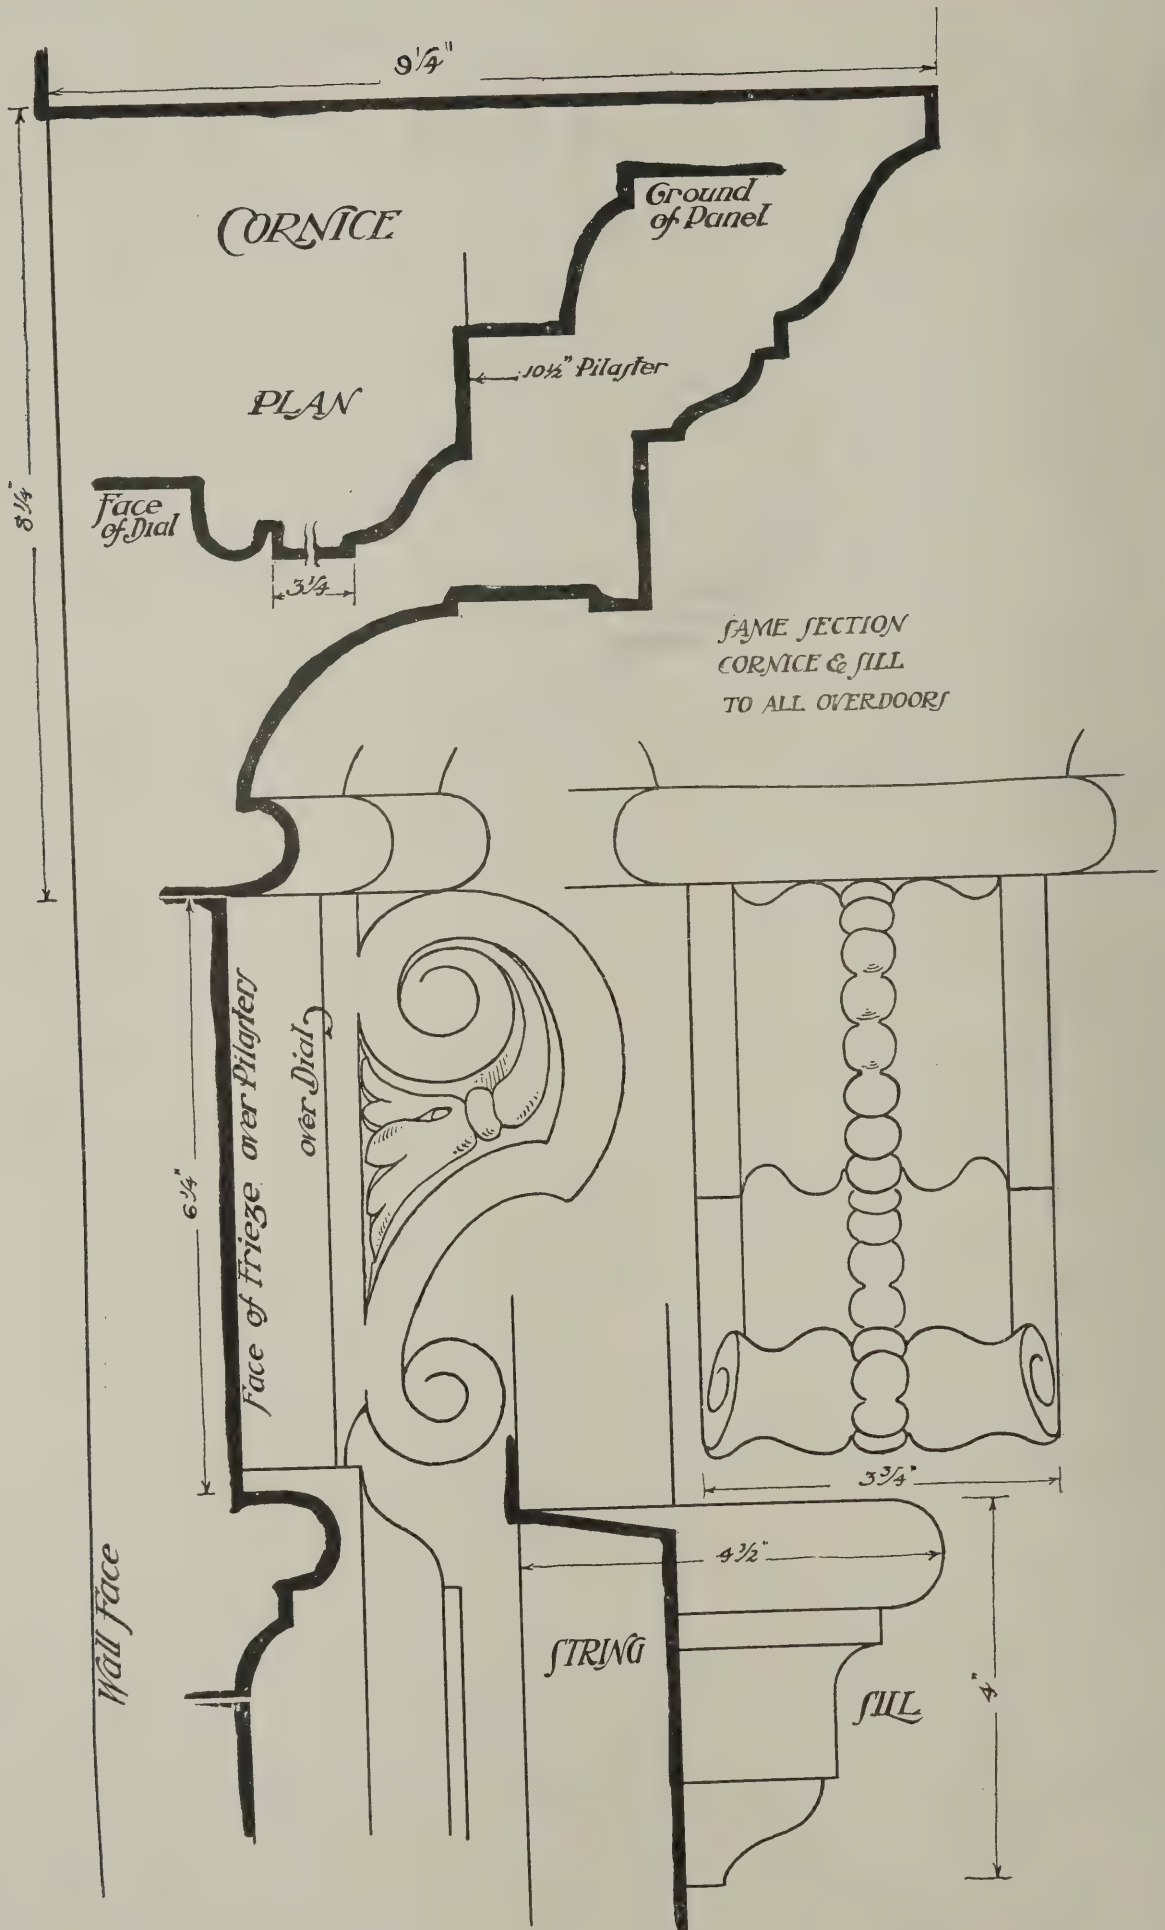 9¼"
CORNICE
Ground
of Panel
10½" Pilaster
PLAN
8¼"
Face
of Dial
3¼
SAME SECTION
CORNICE & SILL
TO ALL OVERDOORS
Face of Frieze over Pilasters
over Dial
6¼"
3¾"
4½"
Wall Face
STRING
SILL
4"